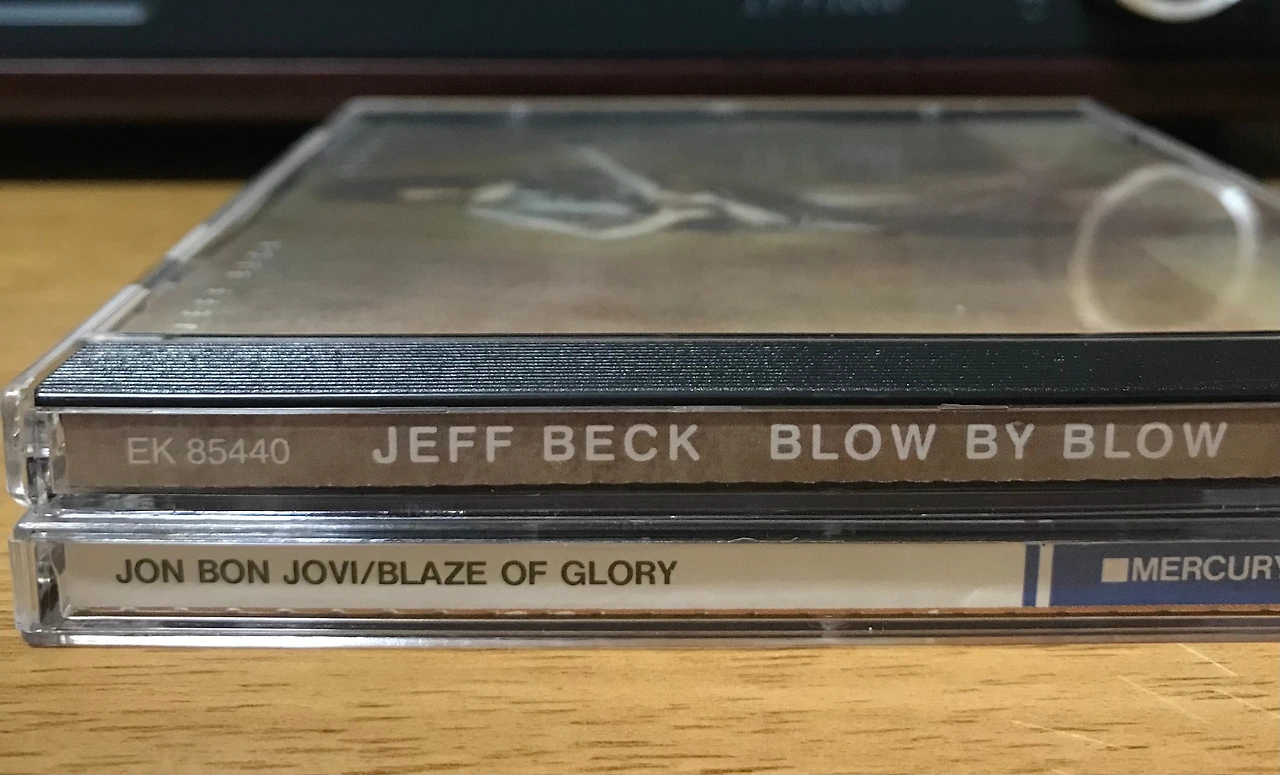 EK 85440 JEFF BECK BLOW BY BLOW
JON BON JOVI/BLAZE OF GLORY MERCURY